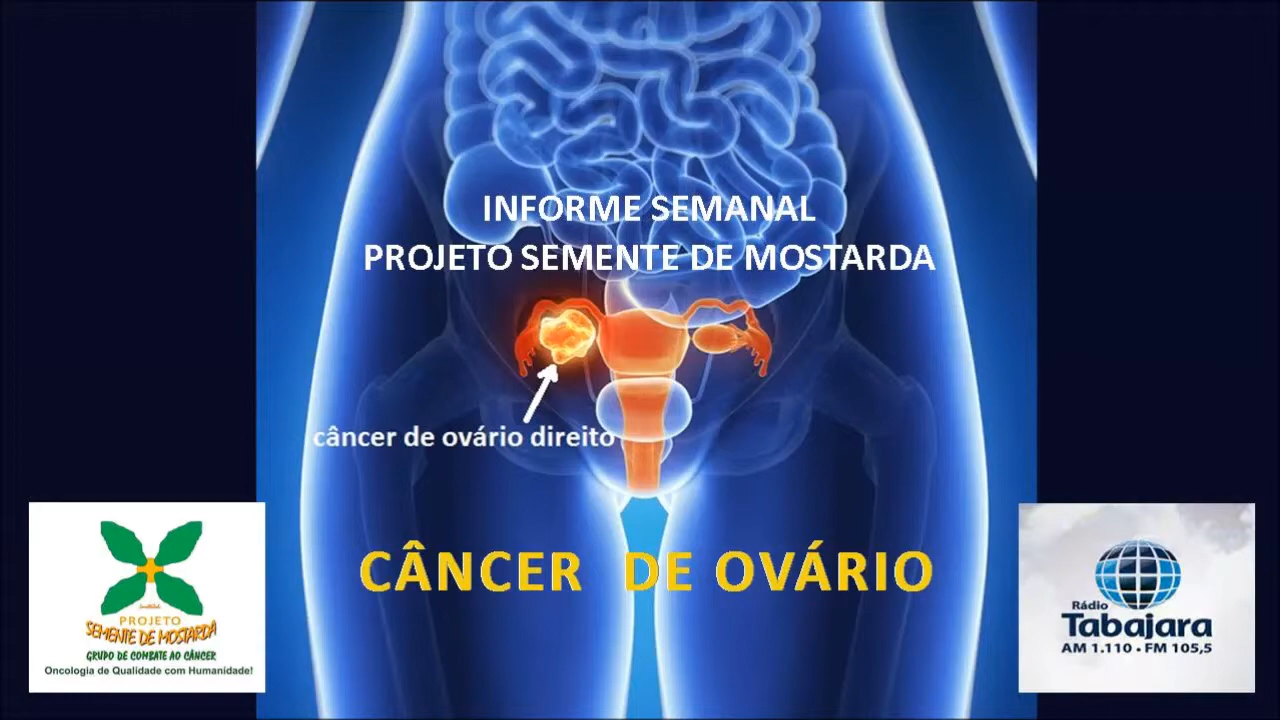 INFORME SEMANAL
PROJETO SEMENTE DE MOSTARDA
câncer de ovário direito
CÂNCER DE OVÁRIO
PROJETO
SEMENTE DE MOSTARDA
GRUPO DE COMBATE AO CÂNCER
Oncologia de Qualidade com Humanidade!
Rádio
Tabajara
AM 1.110 • FM 105,5